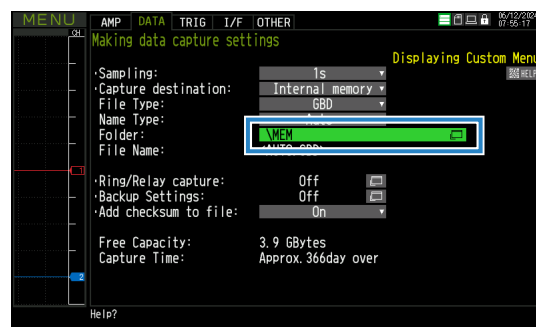 MENU AMP DATA TRIG I/F OTHER 06/12/2024 07:55:17
CH Making data capture settings
Displaying Custom Menu
·Sampling: 1s
·Capture destination: Internal memory
File Type: GBD
Name Type: Auto
Folder: \MEM
File Name: <AUTO.GBD>
1
·Ring/Relay capture: Off
·Backup Settings: Off
·Add checksum to file: On
Free Capacity: 3.9 GBytes
Capture Time: Approx. 366day over
2
Help?